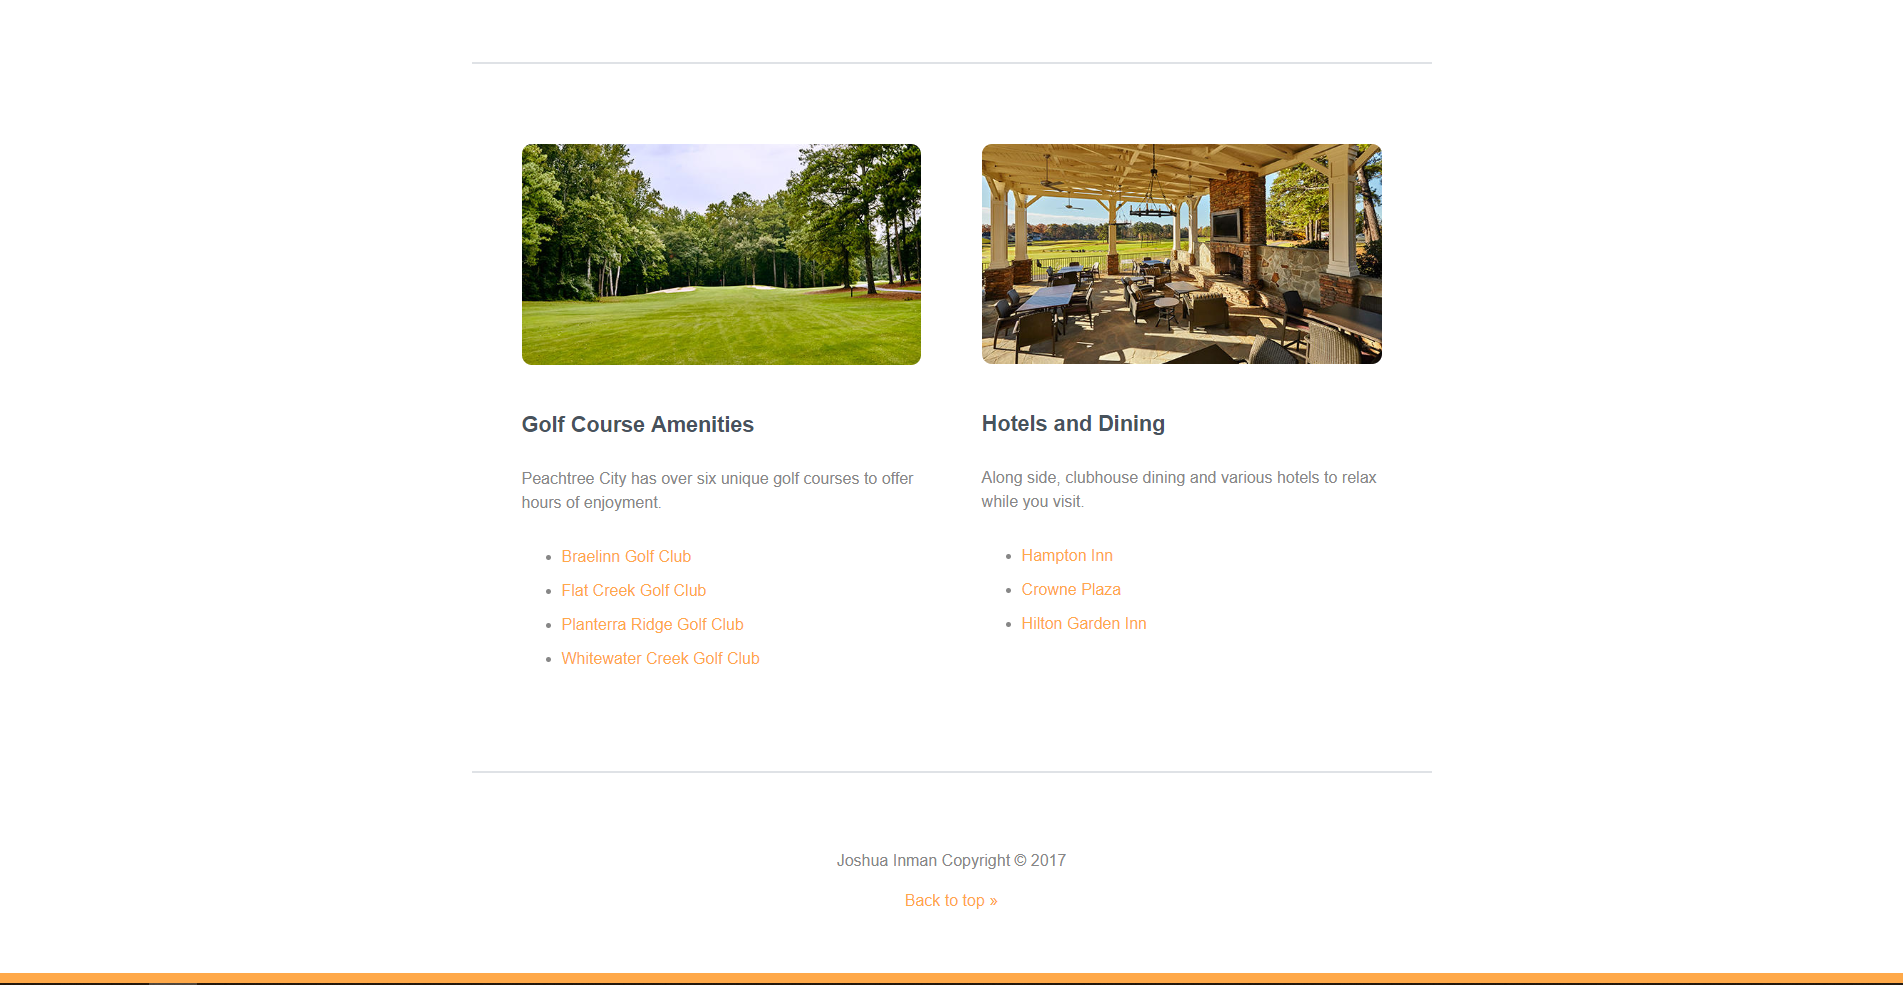 Golf Course Amenities
Peachtree City has over six unique golf courses to offer
hours of enjoyment.
Braelinn Golf Club
Flat Creek Golf Club
Planterra Ridge Golf Club
Whitewater Creek Golf Club
Hotels and Dining
Along side, clubhouse dining and various hotels to relax
while you visit.
Hampton Inn
Crowne Plaza
Hilton Garden Inn
Joshua Inman Copyright © 2017
Back to top »